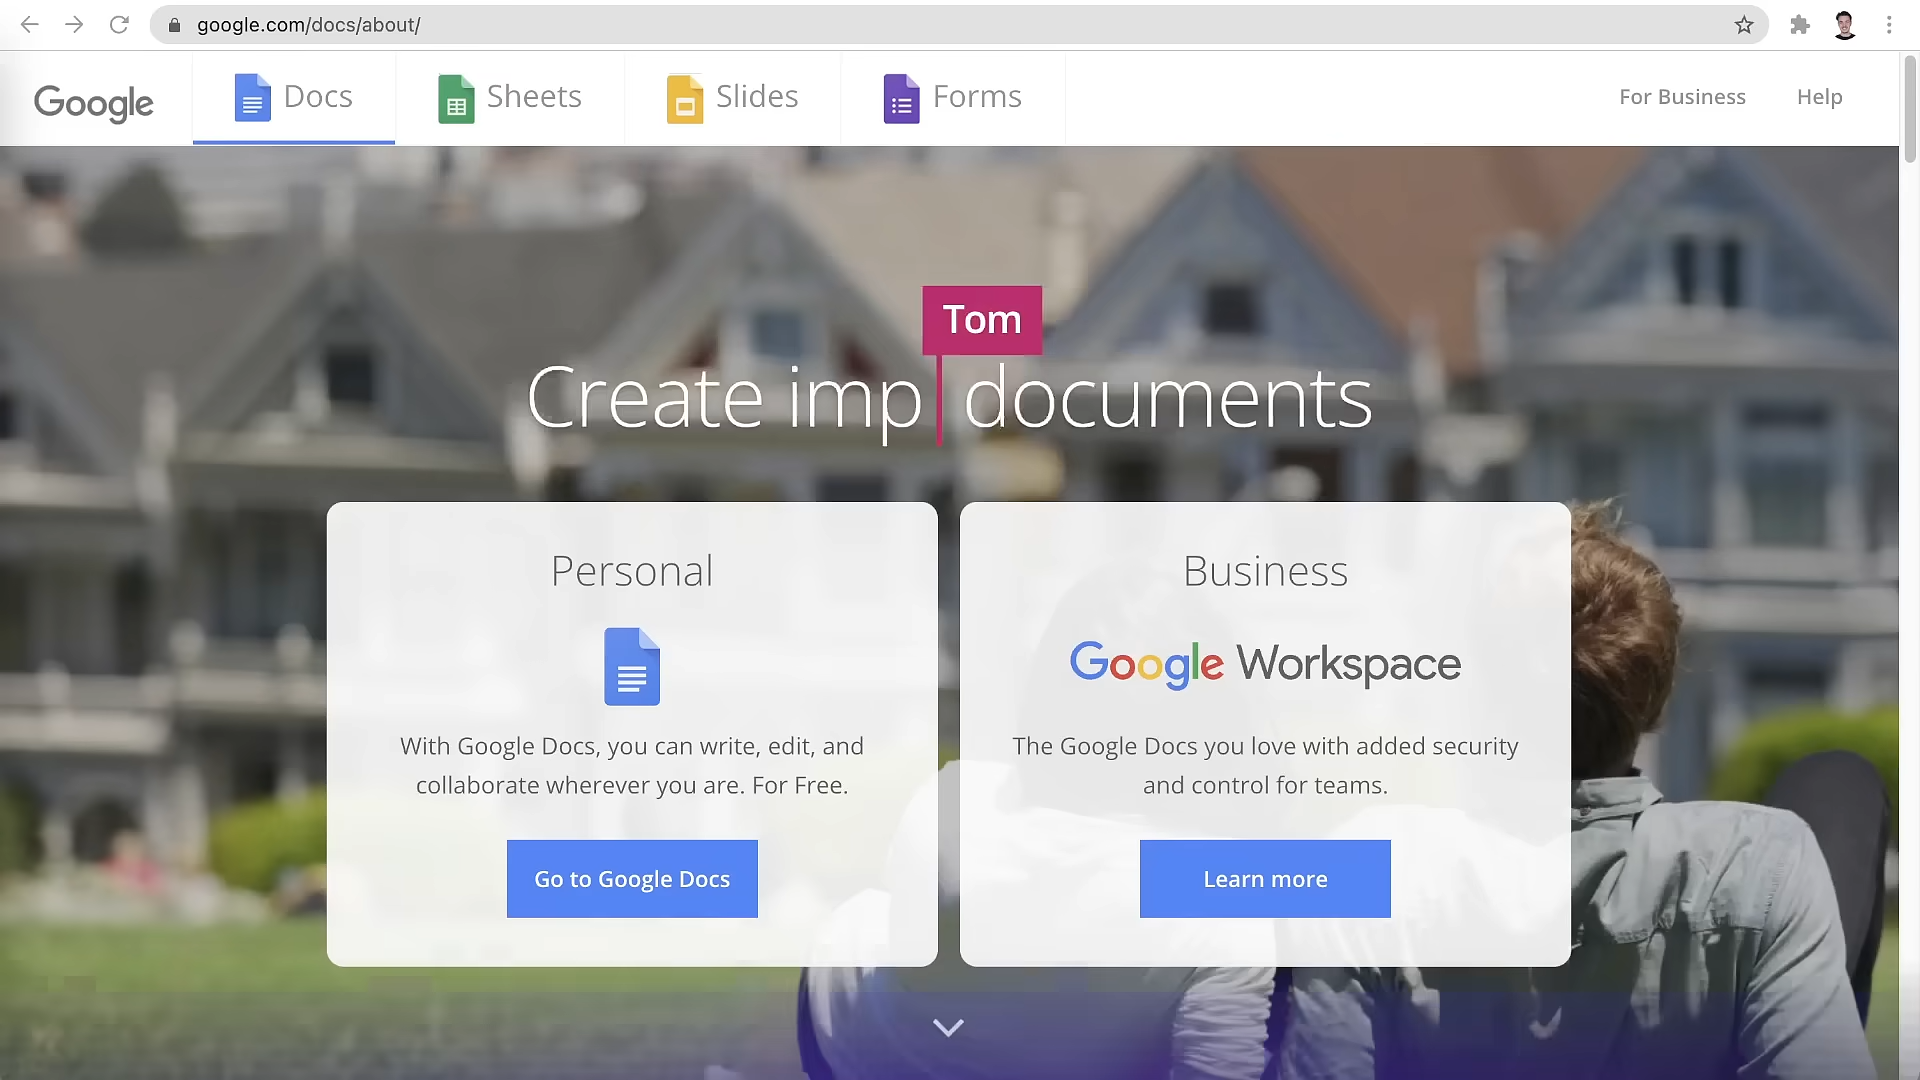 google.com/docs/about/
Google
Docs
Sheets
Slides
Forms
For Business
Help
Tom
Create imp documents
Personal
With Google Docs, you can write, edit, and
collaborate wherever you are. For Free.
Go to Google Docs
Business
Google Workspace
The Google Docs you love with added security
and control for teams.
Learn more